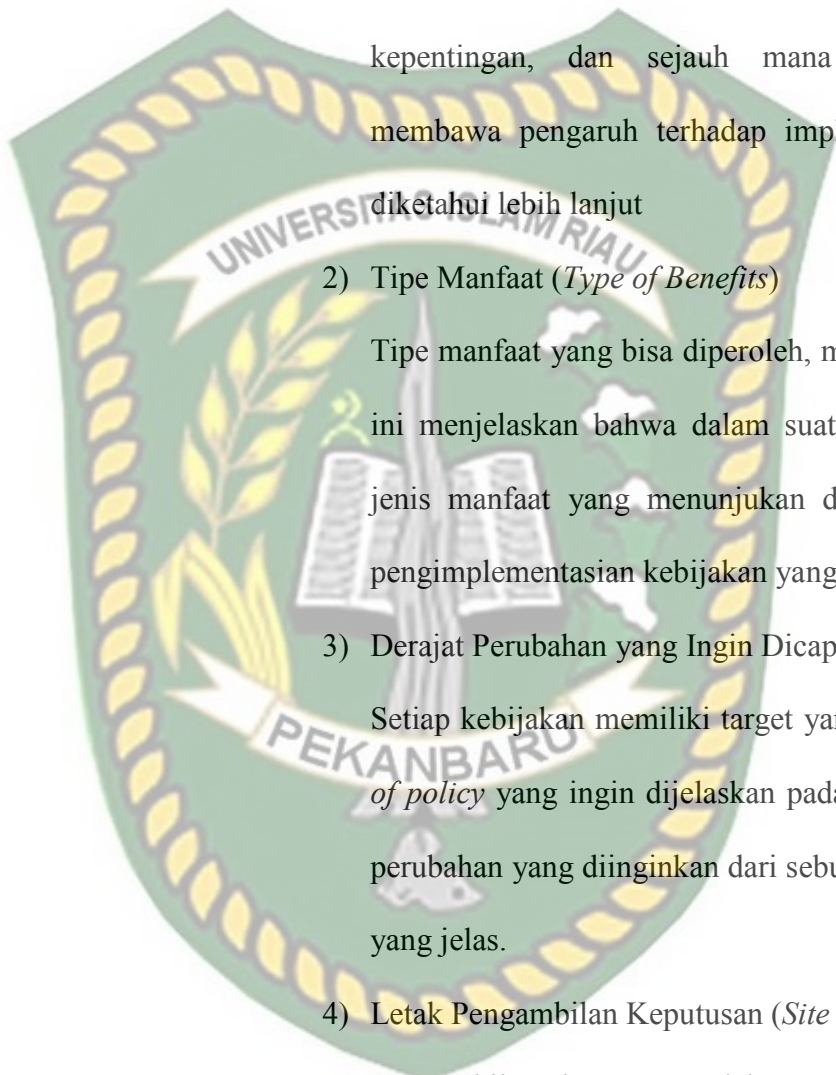 kepentingan, dan sejauh mana
membawa pengaruh terhadap imp
diketahui lebih lanjut
UNIVERSITAS ISLAM RIAU
2) Tipe Manfaat (Type of Benefits)
Tipe manfaat yang bisa diperoleh, m
ini menjelaskan bahwa dalam suat
jenis manfaat yang menunjukan d
pengimplementasian kebijakan yang
3) Derajat Perubahan yang Ingin Dicap
Setiap kebijakan memiliki target yan
PEKANBARU
of policy yang ingin dijelaskan pada
perubahan yang diinginkan dari sebu
yang jelas.
4) Letak Pengambilan Keputusan (Site